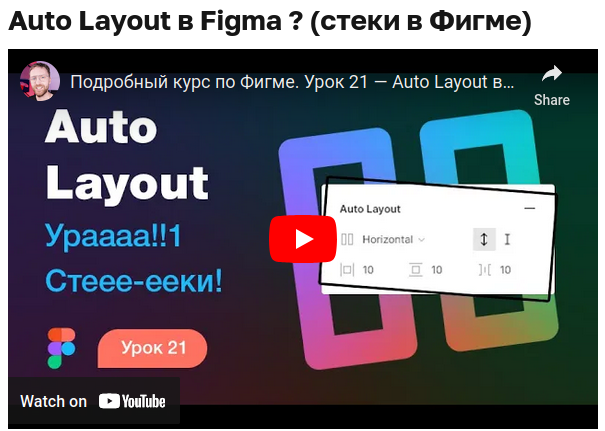 Auto Layout в Figma ? (стеки в Фигме)
Подробный курс по Фигме. Урок 21 — Auto Layout в…
Share
Auto
Layout
Ураааа!!1
Стеее-ееки!
Auto Layout
Horizontal
10 10 10
Урок 21
Watch on YouTube